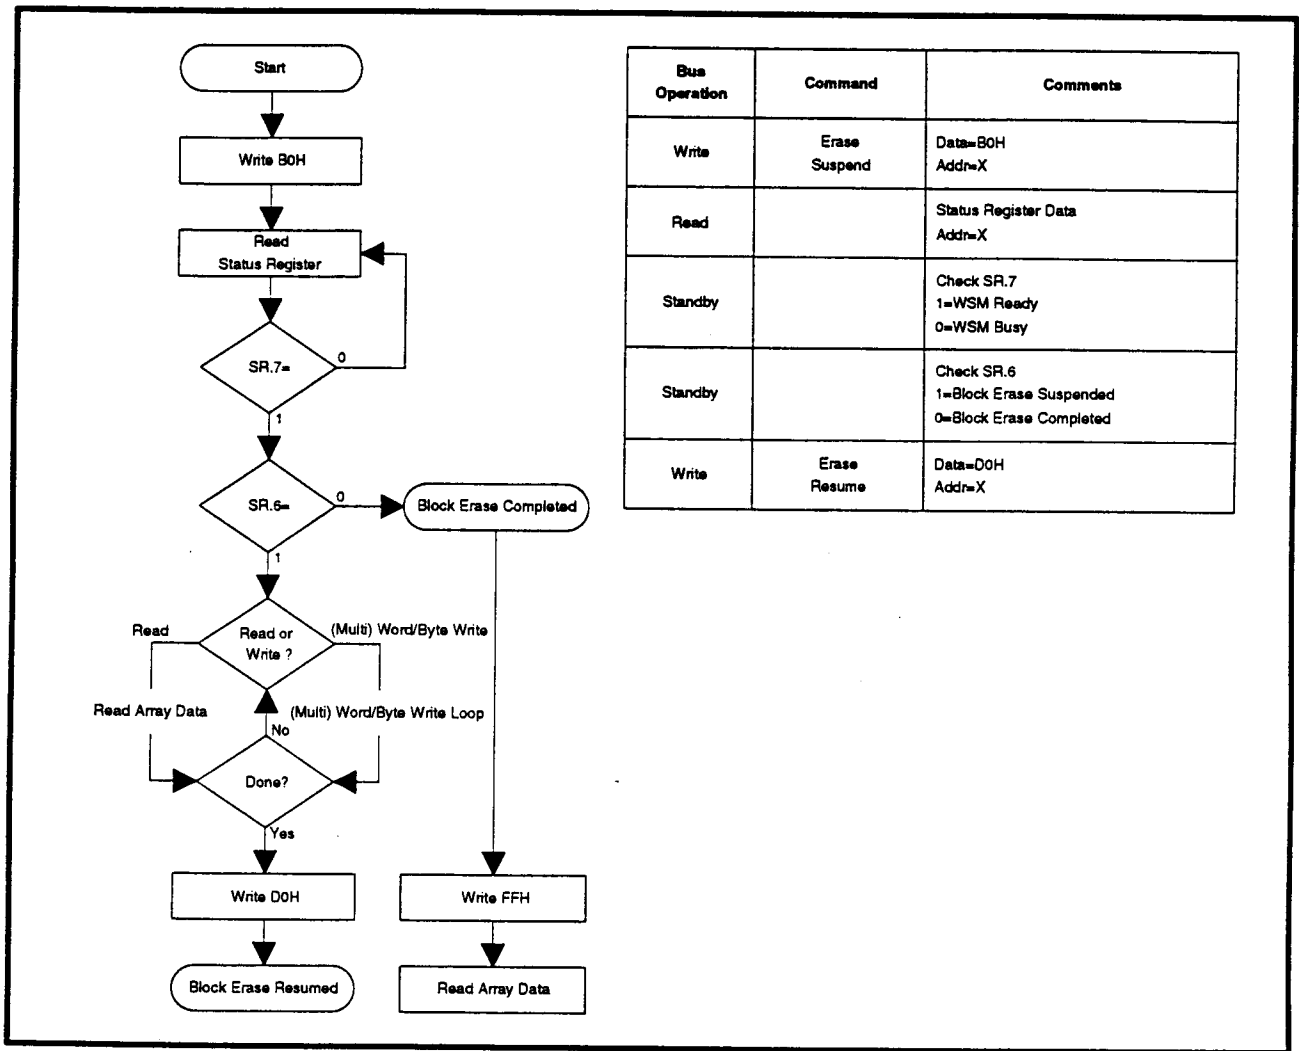 Start
Write B0H
Read
Status Register
SR.7=
0
1
SR.6=
0
Block Erase Completed
1
Read
Read or
Write ?
(Multi) Word/Byte Write
Read Array Data
(Multi) Word/Byte Write Loop
No
Done?
Yes
Write D0H
Write FFH
Block Erase Resumed
Read Array Data
Bus
Operation
Command
Comments
Write
Erase
Suspend
Data=B0H
Addr=X
Read
Status Register Data
Addr=X
Standby
Check SR.7
1=WSM Ready
0=WSM Busy
Standby
Check SR.6
1=Block Erase Suspended
0=Block Erase Completed
Write
Erase
Resume
Data=D0H
Addr=X